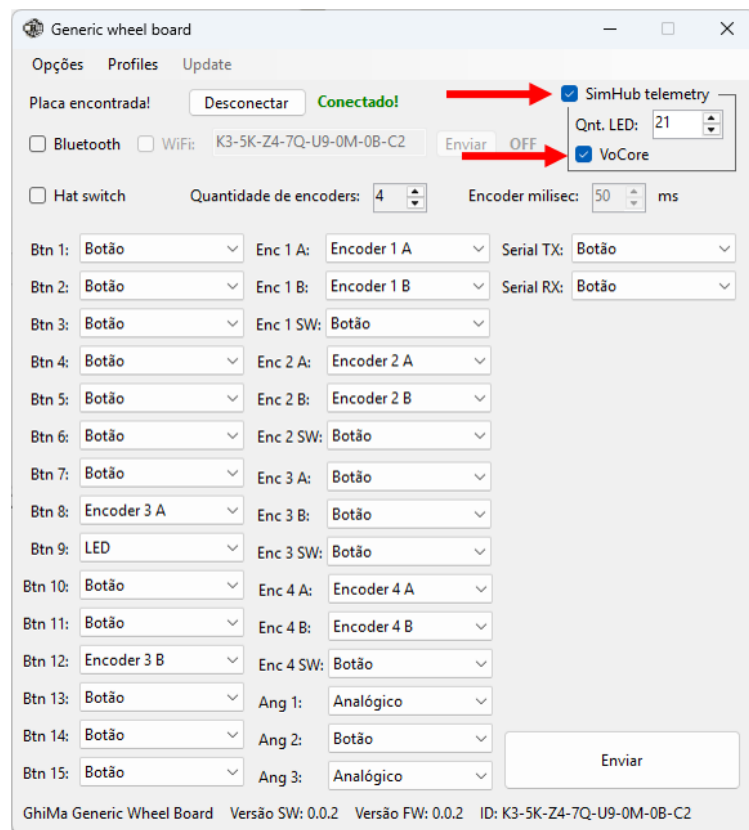 Generic wheel board
Opções Profiles Update
Placa encontrada! Desconectar Conectado! SimHub telemetry
Qnt. LED: 21
Bluetooth WiFi: K3-5K-Z4-7Q-U9-0M-0B-C2 Enviar OFF VoCore
Hat switch Quantidade de encoders: 4 Encoder milisec: 50 ms
Btn 1: Botão Enc 1 A: Encoder 1 A Serial TX: Botão
Btn 2: Botão Enc 1 B: Encoder 1 B Serial RX: Botão
Btn 3: Botão Enc 1 SW: Botão
Btn 4: Botão Enc 2 A: Encoder 2 A
Btn 5: Botão Enc 2 B: Encoder 2 B
Btn 6: Botão Enc 2 SW: Botão
Btn 7: Botão Enc 3 A: Botão
Btn 8: Encoder 3 A Enc 3 B: Botão
Btn 9: LED Enc 3 SW: Botão
Btn 10: Botão Enc 4 A: Encoder 4 A
Btn 11: Botão Enc 4 B: Encoder 4 B
Btn 12: Encoder 3 B Enc 4 SW: Botão
Btn 13: Botão Ang 1: Analógico
Btn 14: Botão Ang 2: Botão
Btn 15: Botão Ang 3: Analógico
Enviar
GhiMa Generic Wheel Board Versão SW: 0.0.2 Versão FW: 0.0.2 ID: K3-5K-Z4-7Q-U9-0M-0B-C2